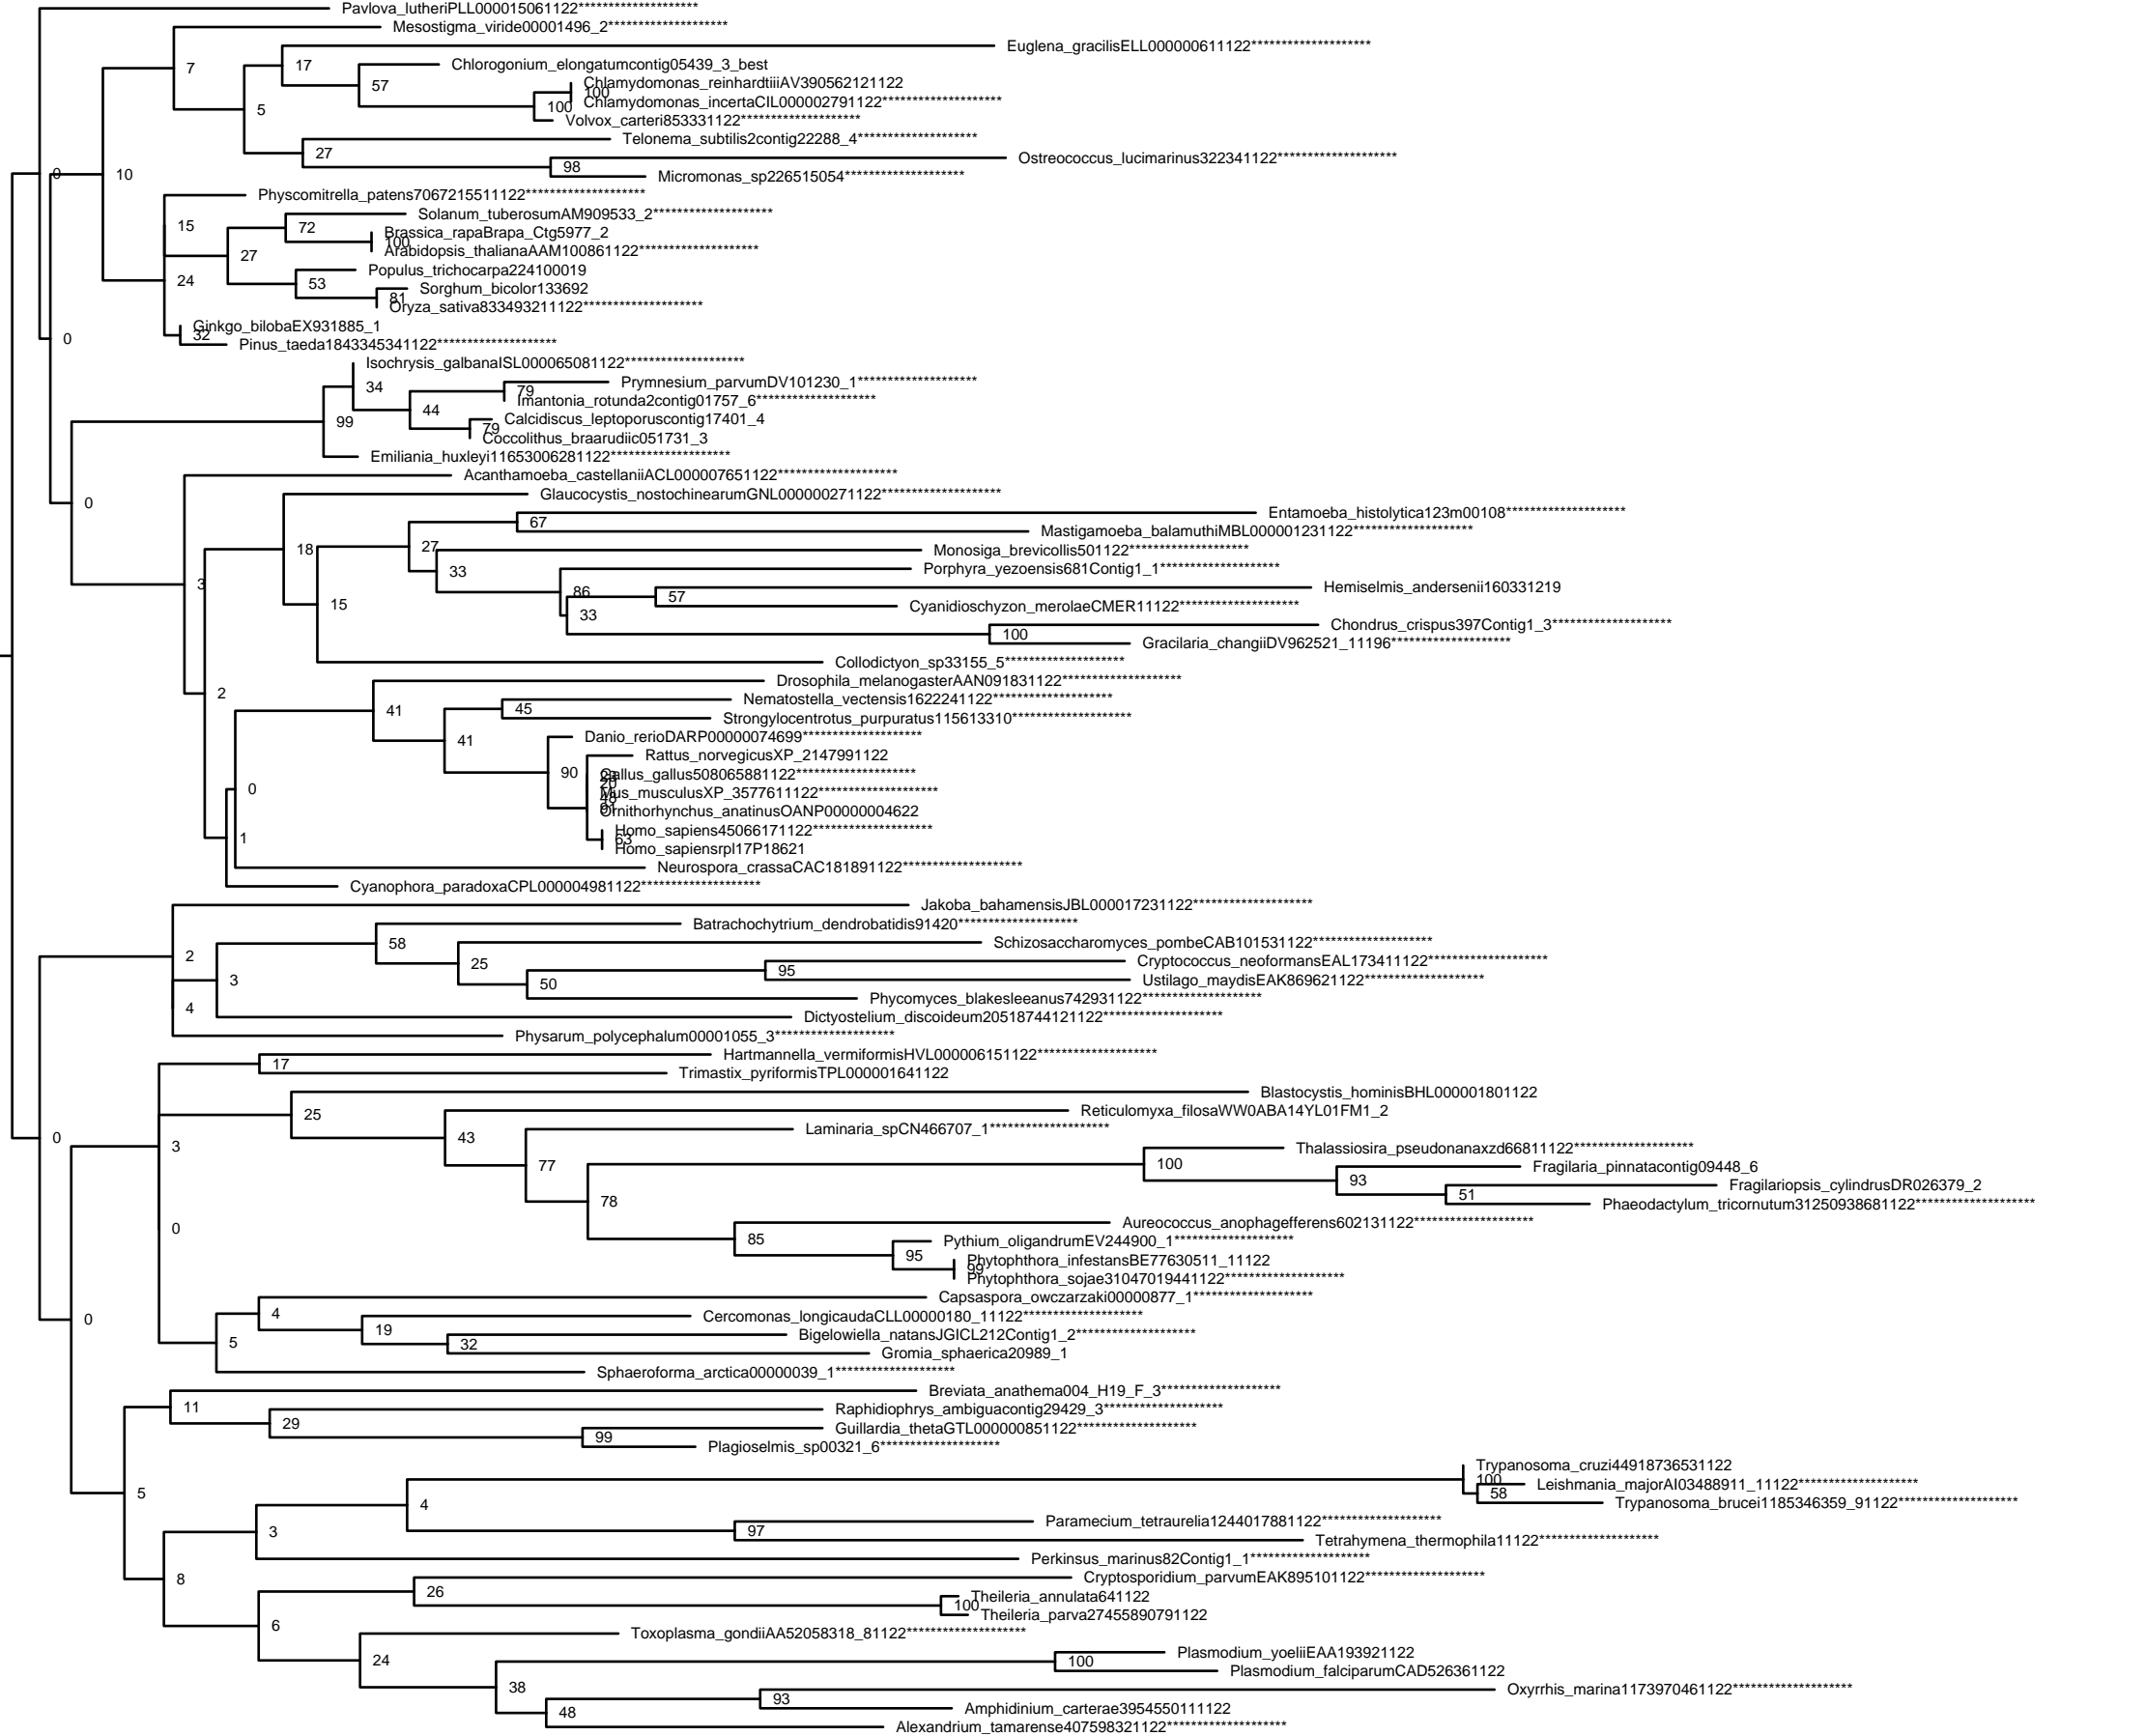 Pavlova_lutheriPLL000015061122********************
Mesostigma_viride00001496_2********************
7
Euglena_gracilisELL000000611122********************
17
Chlorogonium_elongatumcontig05439_3_best
57
Chlamydomonas_reinhardtiiiAV390562121122
100
Chlamydomonas_incertaCIL000002791122********************
100
5
Volvox_carteri853331122********************
Telonema_subtilis2contig22288_4********************
27
Ostreococcus_lucimarinus322341122********************
98
Micromonas_sp226515054********************
0
10
Physcomitrella_patens7067215511122********************
Solanum_tuberosumAM909533_2********************
15
72
Brassica_rapaBrapa_Ctg5977_2
100
Arabidopsis_thalianaAAM100861122********************
27
Populus_trichocarpa224100019
24
53
Sorghum_bicolor133692
81
Oryza_sativa833493211122********************
Ginkgo_bilobaEX931885_1
32
0
Pinus_taeda1843345341122********************
Isochrysis_galbanaISL000065081122********************
34
Prymnesium_parvumDV101230_1********************
79
Imantonia_rotunda2contig01757_6********************
44
Calcidiscus_leptoporuscontig17401_4
99
79
Coccolithus_braarudiic051731_3
Emiliania_huxleyi11653006281122********************
Acanthamoeba_castellaniiACL000007651122********************
Glaucocystis_nostochinearumGNL000000271122********************
0
Entamoeba_histolytica123m00108********************
67
Mastigamoeba_balamuthiMBL000001231122********************
27
18
Monosiga_brevicollis501122********************
33
Porphyra_yezoensis681Contig1_1********************
3
Hemiselmis_andersenii160331219
86
57
15
Cyanidioschyzon_merolaeCMER11122********************
33
Chondrus_crispus397Contig1_3********************
100
Gracilaria_changiiDV962521_11196********************
Collodictyon_sp33155_5********************
Drosophila_melanogasterAAN091831122********************
2
Nematostella_vectensis1622241122********************
41
45
Strongylocentrotus_purpuratus115613310********************
Danio_rerioDARP00000074699********************
41
Rattus_norvegicusXP_2147991122
90
Gallus_gallus508065881122********************
0
Mus_musculusXP_3577611122********************
Ornithorhynchus_anatinusOANP00000004622
Homo_sapiens45066171122********************
1
63
Homo_sapiensrpl17P18621
Neurospora_crassaCAC181891122********************
Cyanophora_paradoxaCPL000004981122********************
Jakoba_bahamensisJBL000017231122********************
Batrachochytrium_dendrobatidis91420********************
58
Schizosaccharomyces_pombeCAB101531122********************
2
25
Cryptococcus_neoformansEAL173411122********************
95
3
Ustilago_maydisEAK869621122********************
50
Phycomyces_blakesleeanus742931122********************
4
Dictyostelium_discoideum20518744121122********************
Physarum_polycephalum00001055_3********************
Hartmannella_vermiformisHVL000006151122********************
17
Trimastix_pyriformisTPL000001641122
Blastocystis_hominisBHL000001801122
25
Reticulomyxa_filosaWW0ABA14YL01FM1_2
Laminaria_spCN466707_1********************
0
43
3
Thalassiosira_pseudonanaxzd66811122********************
100
77
Fragilaria_pinnatacontig09448_6
93
Fragilariopsis_cylindrusDR026379_2
51
78
Phaeodactylum_tricornutum31250938681122********************
0
Aureococcus_anophagefferens602131122********************
85
Pythium_oligandrumEV244900_1********************
95
Phytophthora_infestansBE77630511_11122
99
Phytophthora_sojae31047019441122********************
Capsaspora_owczarzaki00000877_1********************
4
Cercomonas_longicaudaCLL00000180_11122********************
0
19
Bigelowiella_natansJGICL212Contig1_2********************
5
32
Gromia_sphaerica20989_1
Sphaeroforma_arctica00000039_1********************
Breviata_anathema004_H19_F_3********************
11
Raphidiophrys_ambiguacontig29429_3********************
29
Guillardia_thetaGTL000000851122********************
99
Plagioselmis_sp00321_6********************
Trypanosoma_cruzi44918736531122
100
Leishmania_majorAI03488911_11122********************
5
58
Trypanosoma_brucei1185346359_91122********************
4
Paramecium_tetraurelia1244017881122********************
3
97
Tetrahymena_thermophila11122********************
Perkinsus_marinus82Contig1_1********************
8
Cryptosporidium_parvumEAK895101122********************
26
Theileria_annulata641122
100
Theileria_parva27455890791122
6
Toxoplasma_gondiiAA52058318_81122********************
24
Plasmodium_yoeliiEAA193921122
100
Plasmodium_falciparumCAD526361122
38
Oxyrrhis_marina1173970461122********************
93
Amphidinium_carterae3954550111122
48
Alexandrium_tamarense407598321122********************